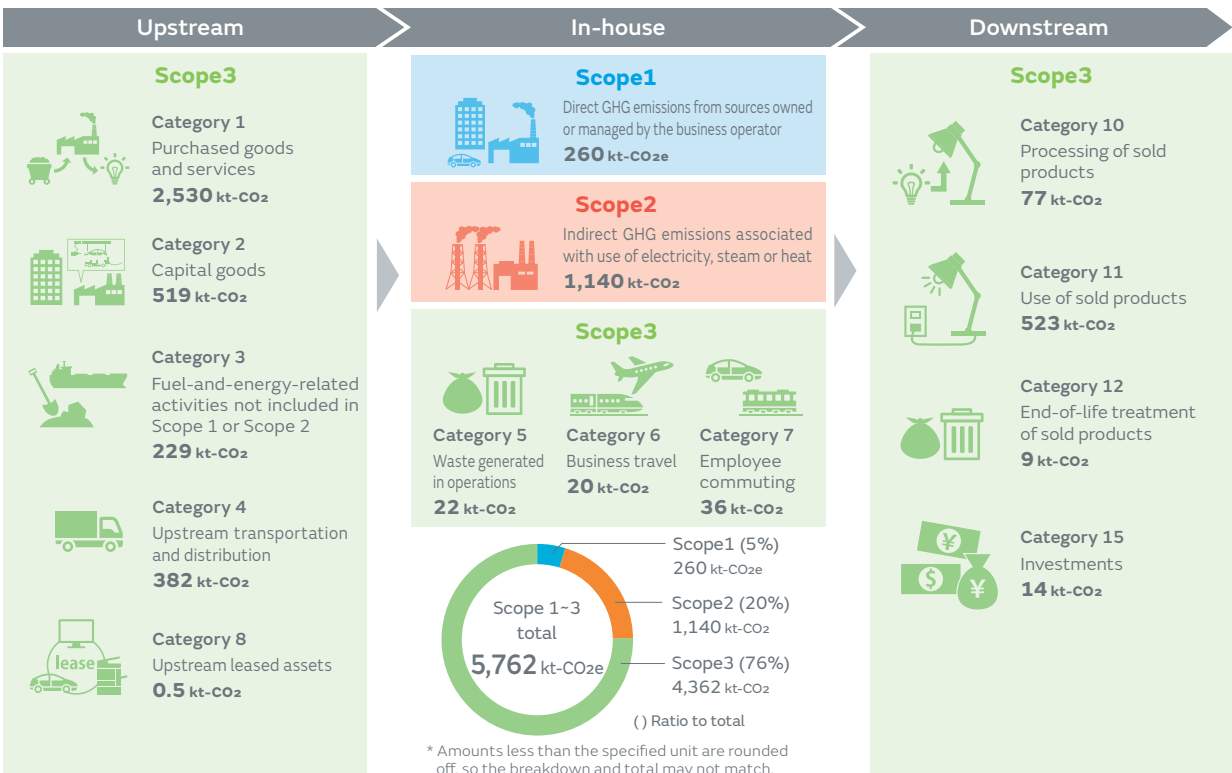 Upstream
In-house
Downstream
Scope3
Category 1
Purchased goods
and services
2,530 kt-CO₂
Category 2
Capital goods
519 kt-CO₂
Category 3
Fuel-and-energy-related
activities not included in
Scope 1 or Scope 2
229 kt-CO₂
Category 4
Upstream transportation
and distribution
382 kt-CO₂
lease
Category 8
Upstream leased assets
0.5 kt-CO₂
Scope1
Direct GHG emissions from sources owned
or managed by the business operator
260 kt-CO₂e
Scope2
Indirect GHG emissions associated
with use of electricity, steam or heat
1,140 kt-CO₂
Scope3
Category 5
Waste generated
in operations
22 kt-CO₂
Category 6
Business travel
20 kt-CO₂
Category 7
Employee
commuting
36 kt-CO₂
Scope 1~3
total
5,762 kt-CO₂e
Scope1 (5%)
260 kt-CO₂e
Scope2 (20%)
1,140 kt-CO₂
Scope3 (76%)
4,362 kt-CO₂
( ) Ratio to total
* Amounts less than the specified unit are rounded
off, so the breakdown and total may not match.
Scope3
Category 10
Processing of sold
products
77 kt-CO₂
Category 11
Use of sold products
523 kt-CO₂
Category 12
End-of-life treatment
of sold products
9 kt-CO₂
¥
$
¥
Category 15
Investments
14 kt-CO₂